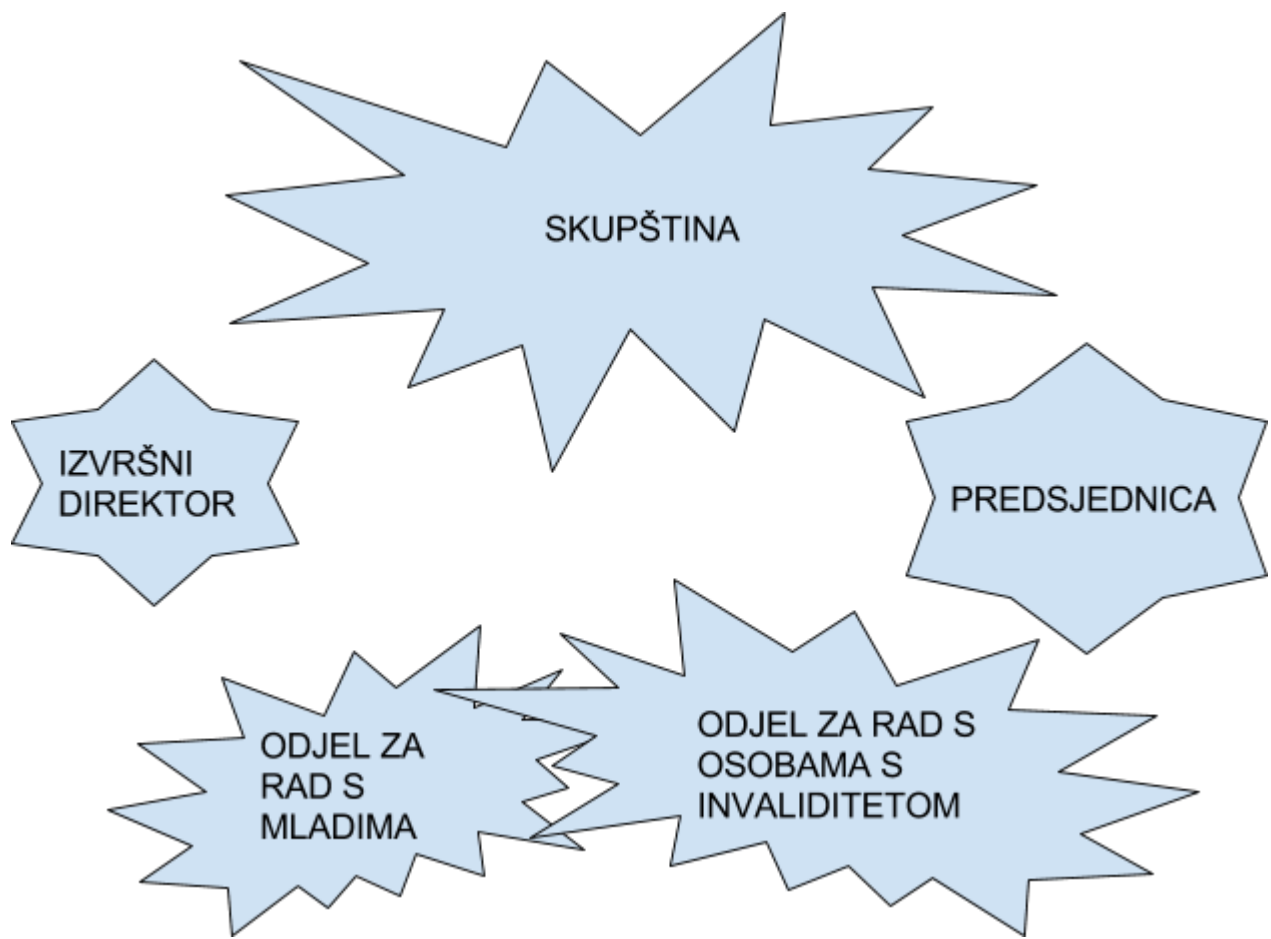 SKUPŠTINA
IZVRŠNI
DIREKTOR
PREDSJEDNICA
ODJEL ZA
RAD S
MLADIMA
ODJEL ZA RAD S
OSOBAMA S
INVALIDITETOM